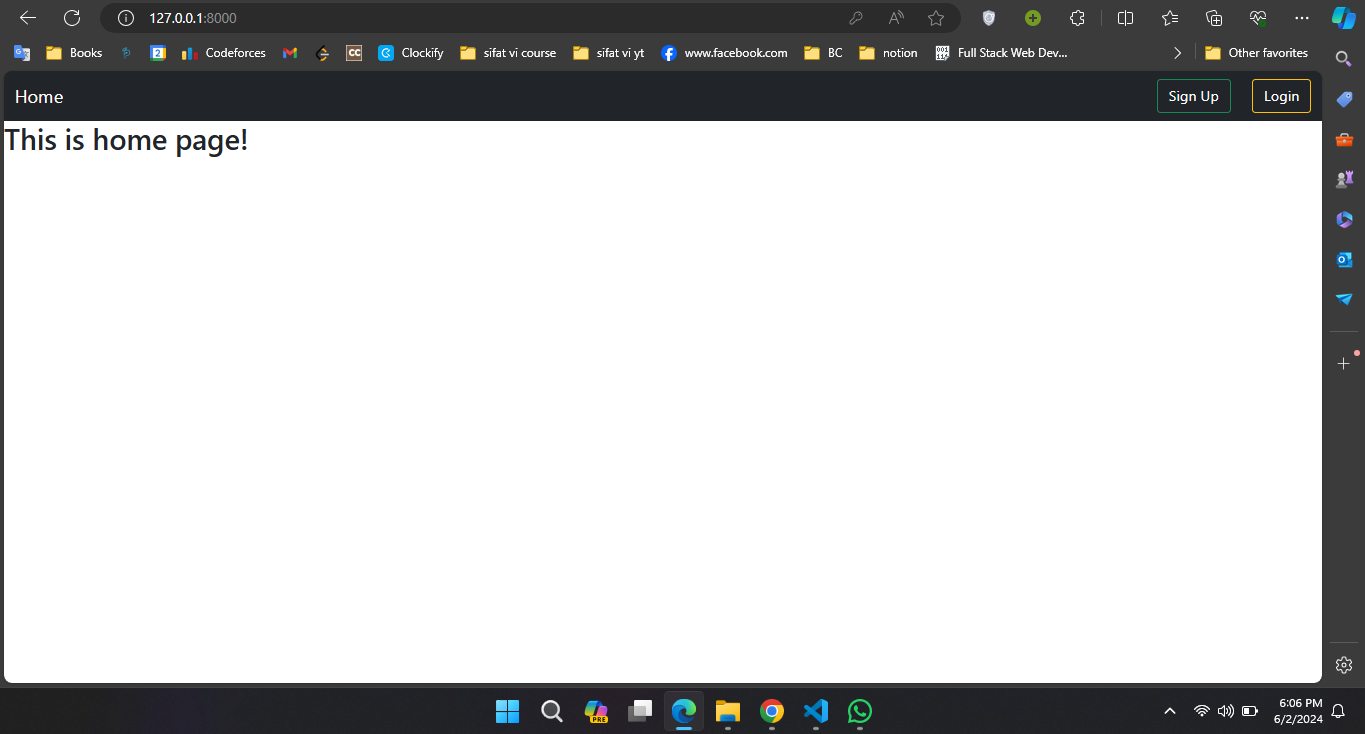 127.0.0.1:8000
Books
2
Codeforces
CC
Clockify
sifat vi course
sifat vi yt
www.facebook.com
BC
notion
Full Stack Web Dev...
Other favorites
Home
Sign Up
Login
This is home page!
PRE
6:06 PM
6/2/2024